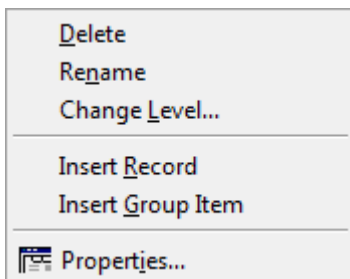 Delete
Rename
Change Level...
Insert Record
Insert Group Item
Properties...